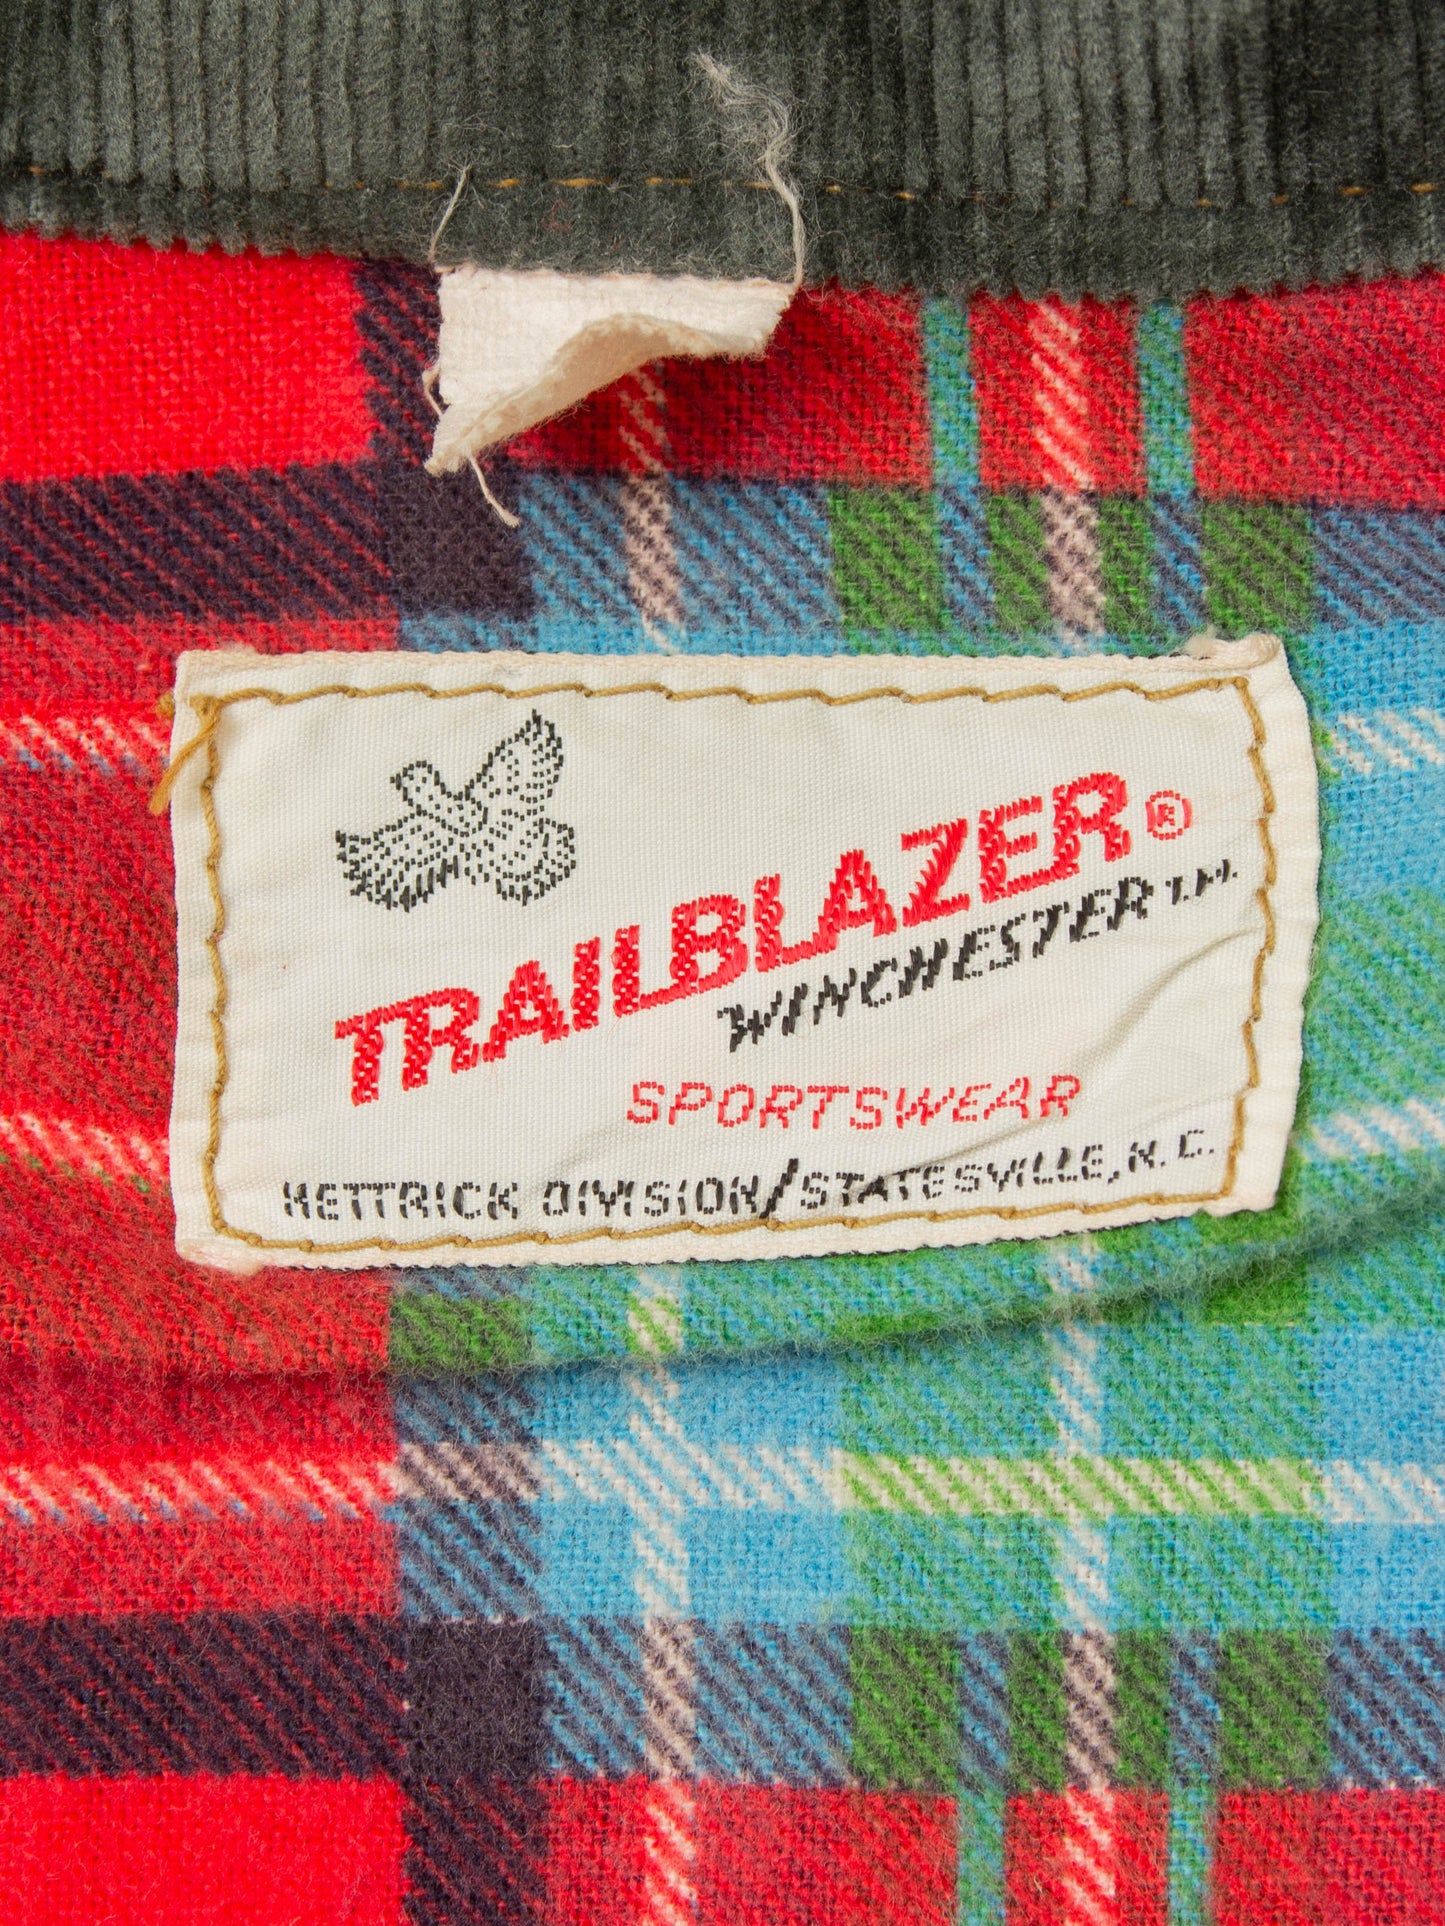 TRAILBLAZER®
WINCHESTER T.M.
SPORTSWEAR
HETTRICK DIVISION/STATESVILLE, N.C.